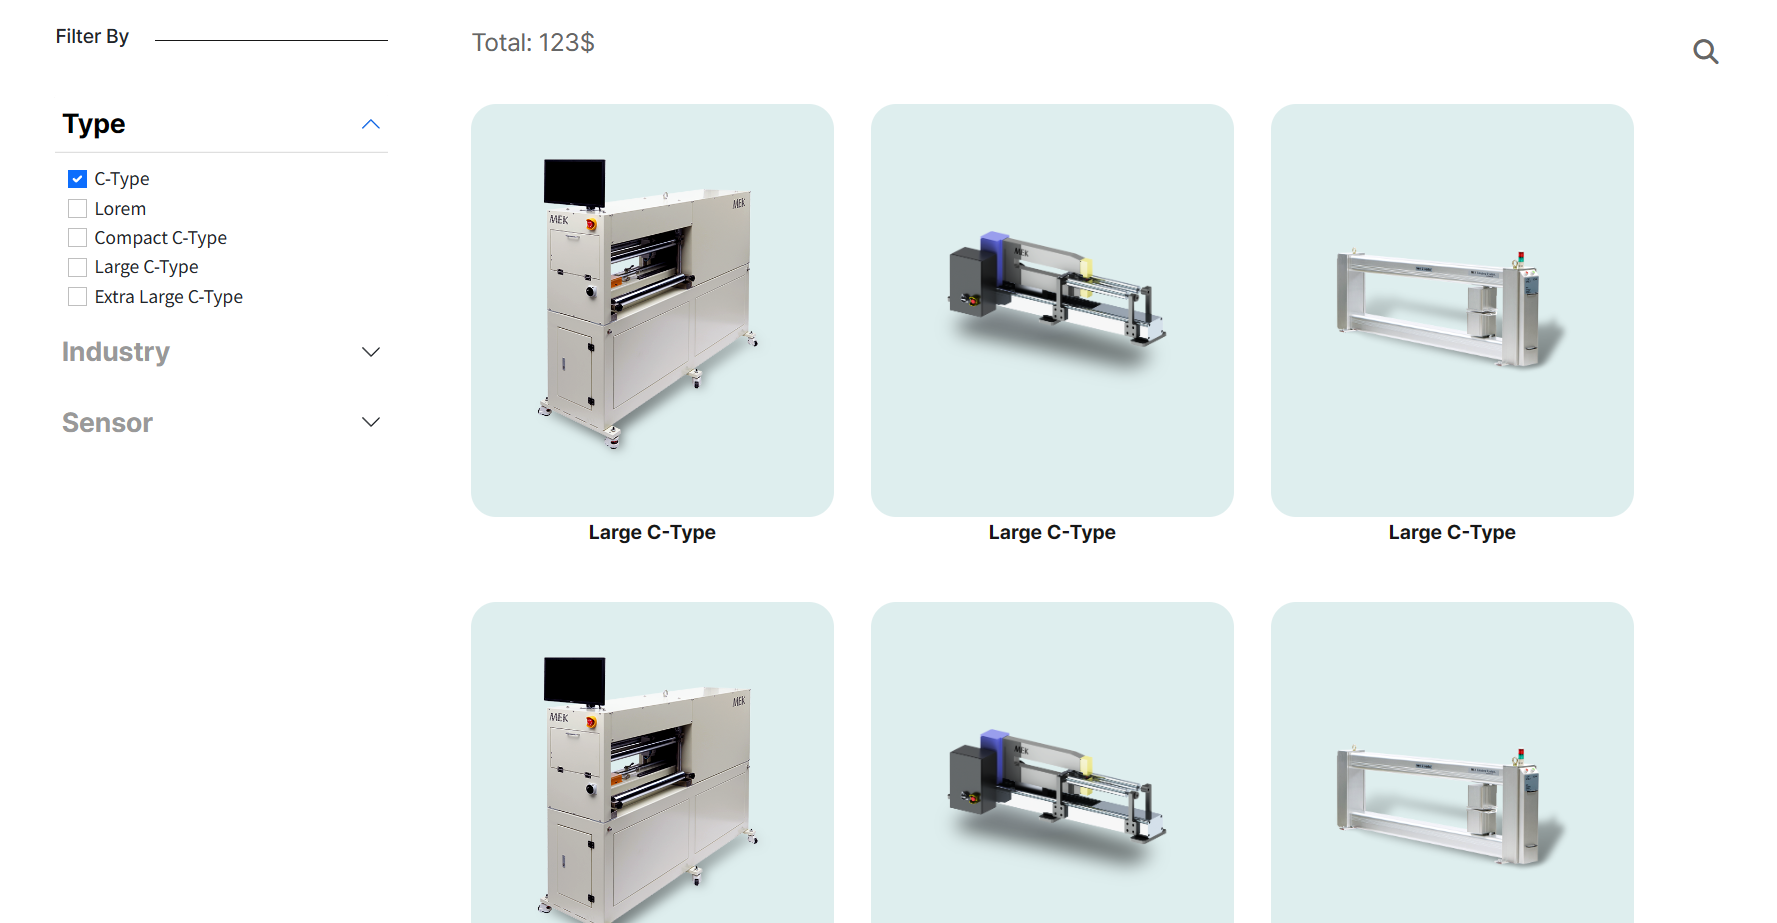 Filter By
Total: 123$
Type
C-Type
Lorem
Compact C-Type
Large C-Type
Extra Large C-Type
Industry
Sensor
MEK
MEK
MEK
Large C-Type
Large C-Type
Large C-Type
MEK
MEK
MEK